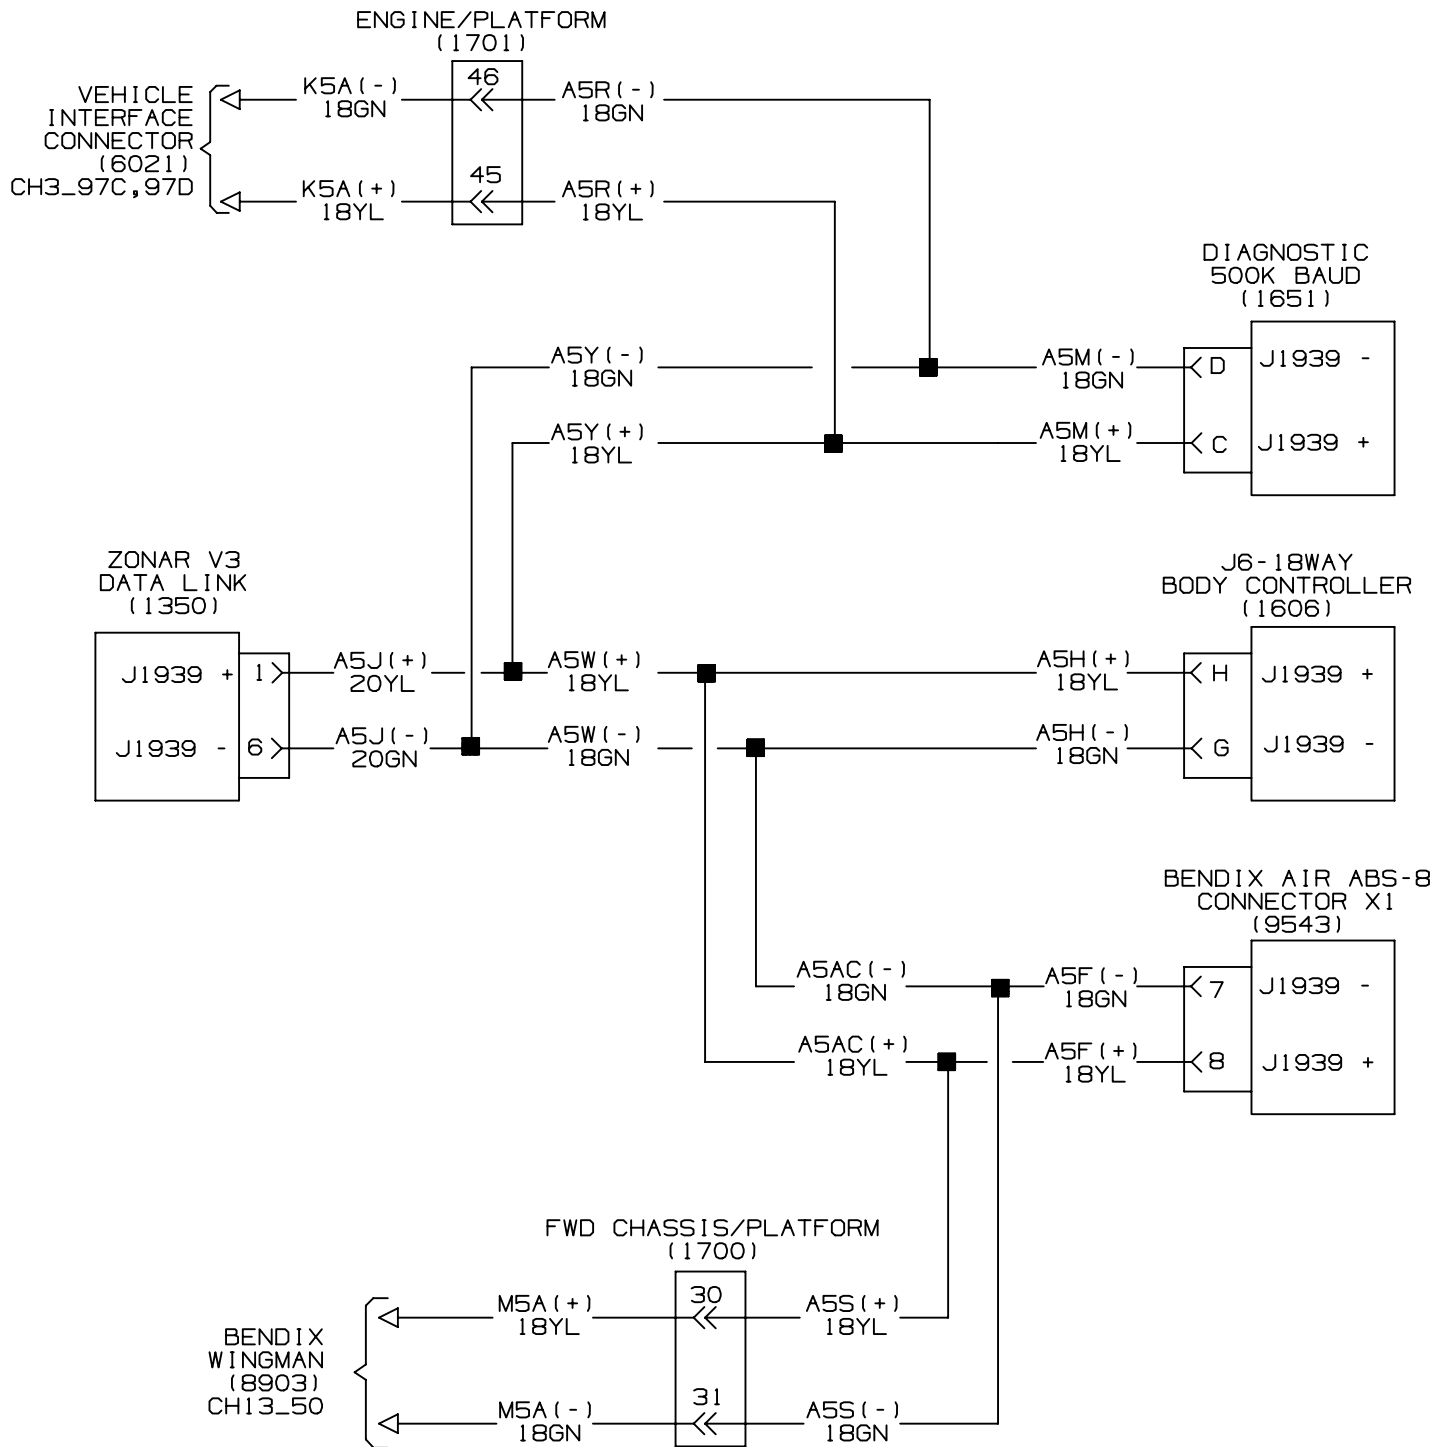 ENGINE/PLATFORM
(1701)
VEHICLE
INTERFACE
CONNECTOR
(6021)
CH3_97C,97D
K5A(-)
18GN
46
A5R(-)
18GN
K5A(+)
18YL
45
A5R(+)
18YL
DIAGNOSTIC
500K BAUD
(1651)
A5Y(-)
18GN
A5M(-)
18GN
D
J1939 -
A5Y(+)
18YL
A5M(+)
18YL
C
J1939 +
ZONAR V3
DATA LINK
(1350)
J6-18WAY
BODY CONTROLLER
(1606)
J1939 +
1
A5J(+)
20YL
A5W(+)
18YL
A5H(+)
18YL
H
J1939 +
J1939 -
6
A5J(-)
20GN
A5W(-)
18GN
A5H(-)
18GN
G
J1939 -
BENDIX AIR ABS-8
CONNECTOR X1
(9543)
A5AC(-)
18GN
A5F(-)
18GN
7
J1939 -
A5AC(+)
18YL
A5F(+)
18YL
8
J1939 +
FWD CHASSIS/PLATFORM
(1700)
BENDIX
WINGMAN
(8903)
CH13_50
M5A(+)
18YL
30
A5S(+)
18YL
M5A(-)
18GN
31
A5S(-)
18GN